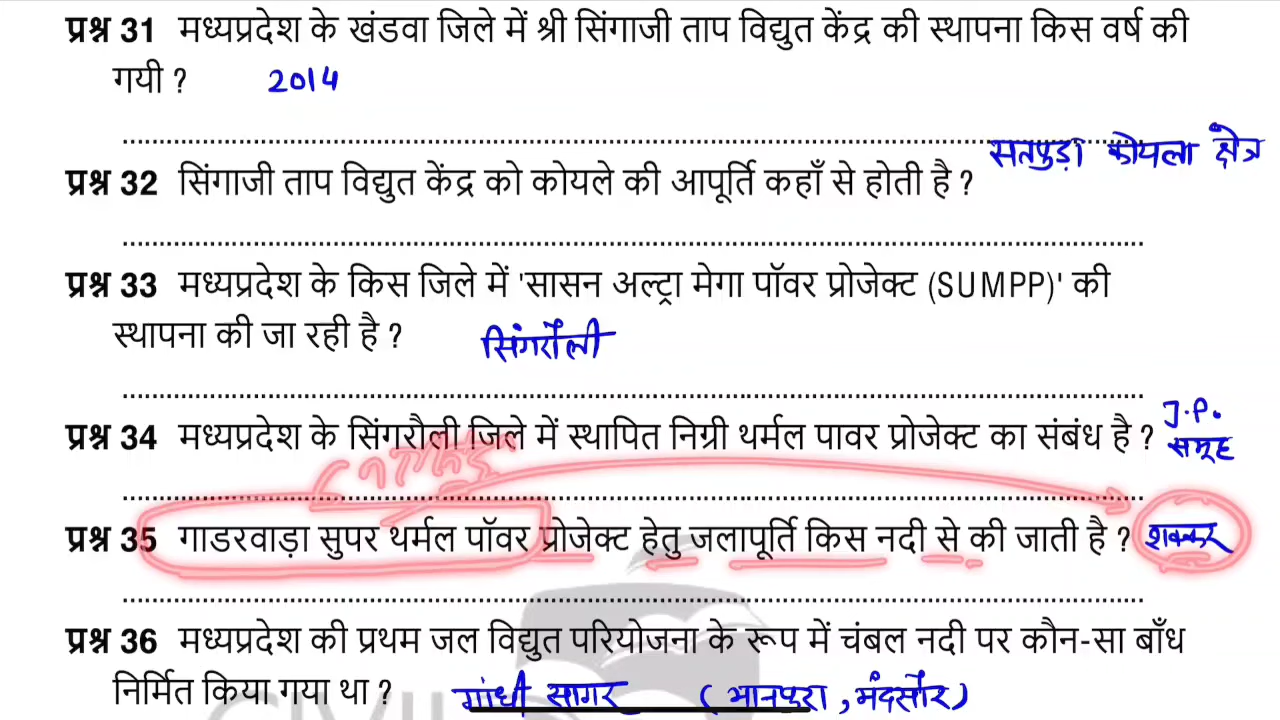 प्रश्न 31 मध्यप्रदेश के खंडवा जिले में श्री सिंगाजी ताप विद्युत केंद्र की स्थापना किस वर्ष की
गयी ? 2014
सतपुड़ा कोयला क्षेत्र
प्रश्न 32 सिंगाजी ताप विद्युत केंद्र को कोयले की आपूर्ति कहाँ से होती है ?
प्रश्न 33 मध्यप्रदेश के किस जिले में 'सासन अल्ट्रा मेगा पॉवर प्रोजेक्ट (SUMPP)' की
स्थापना की जा रही है ? सिंगरौली
प्रश्न 34 मध्यप्रदेश के सिंगरौली जिले में स्थापित निग्री थर्मल पावर प्रोजेक्ट का संबंध है ? J.P.
समूह
प्रश्न 35 गाडरवाड़ा सुपर थर्मल पॉवर प्रोजेक्ट हेतु जलापूर्ति किस नदी से की जाती है ? शक्कर
प्रश्न 36 मध्यप्रदेश की प्रथम जल विद्युत परियोजना के रूप में चंबल नदी पर कौन-सा बाँध
निर्मित किया गया था ? गांधी सागर (भानपुरा, मंदसौर)